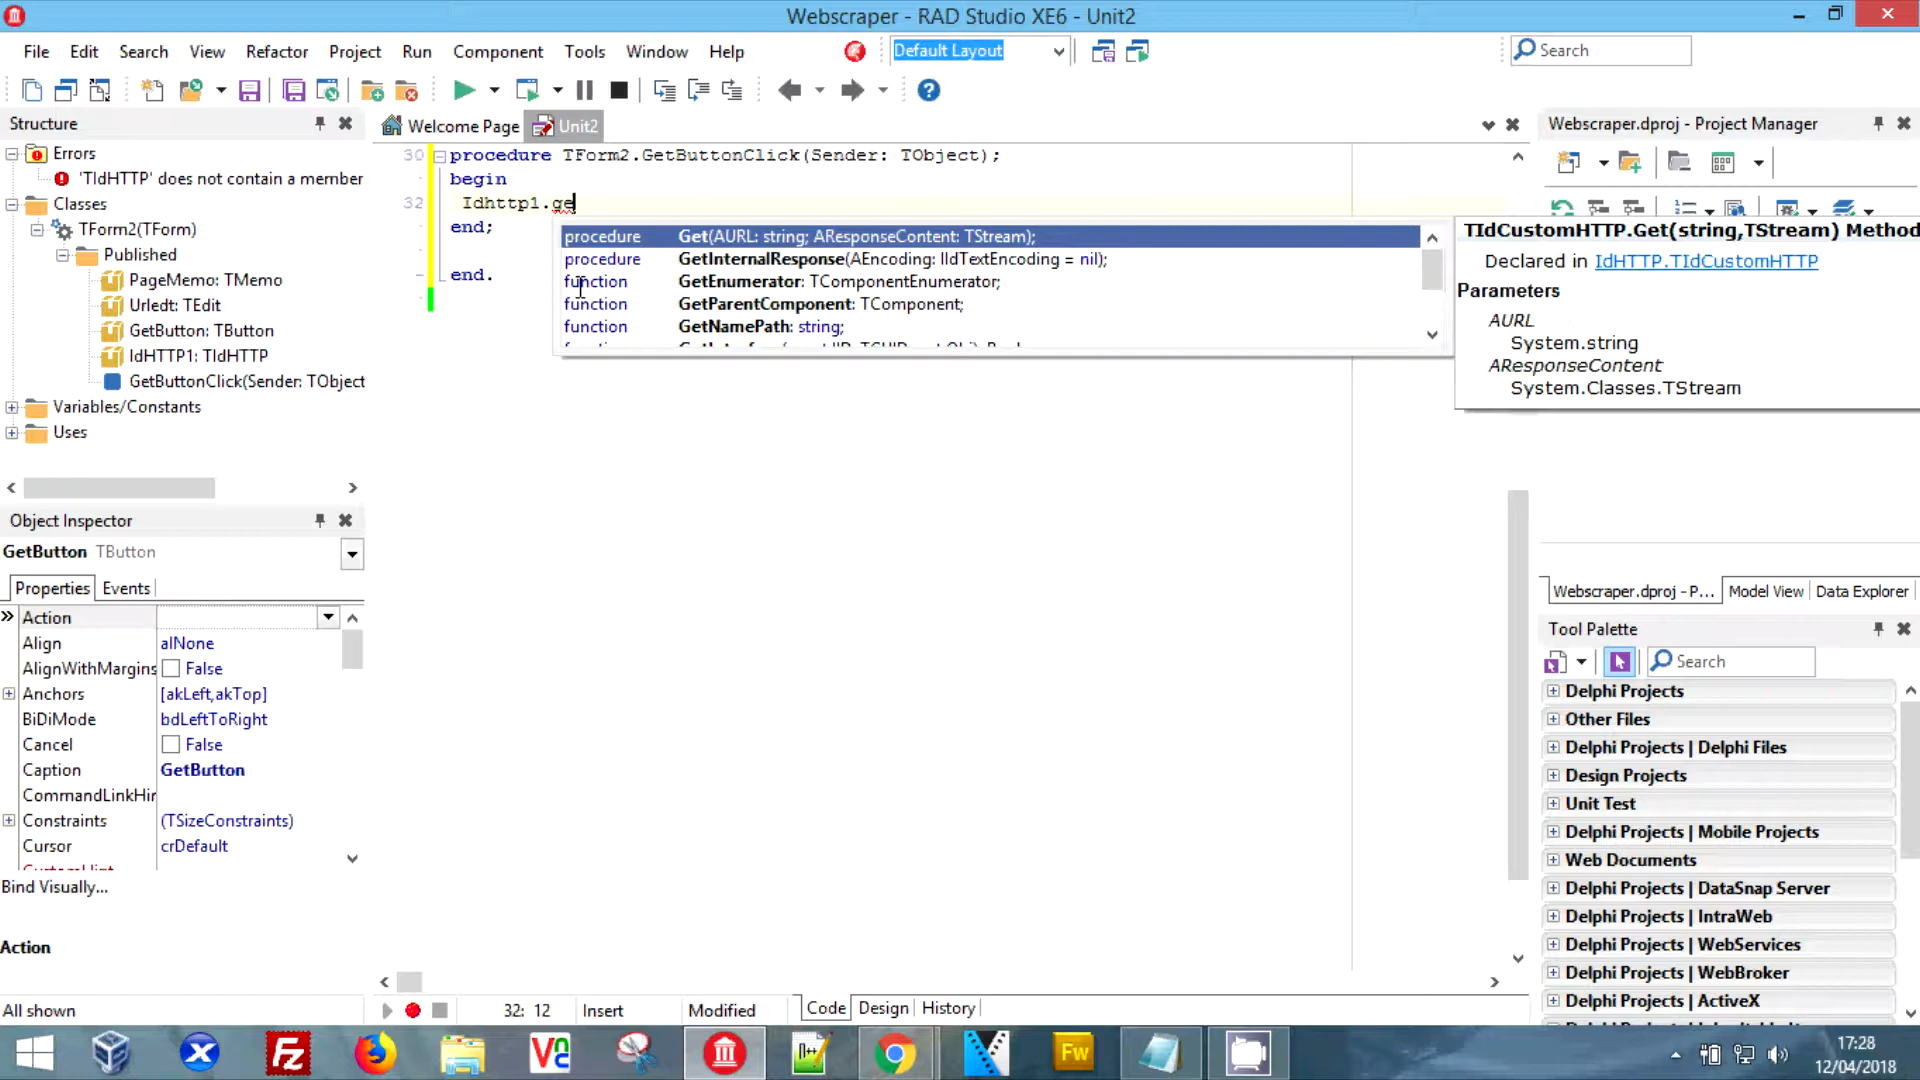 Webscraper - RAD Studio XE6 - Unit2
File Edit Search View Refactor Project Run Component Tools Window Help
Default Layout
Search
Structure
Errors
'TIdHTTP' does not contain a member
Classes
TForm2(TForm)
Published
PageMemo: TMemo
Urledt: TEdit
GetButton: TButton
IdHTTP1: TIdHTTP
GetButtonClick(Sender: TObject
Variables/Constants
Uses
Welcome Page
Unit2
30 procedure TForm2.GetButtonClick(Sender: TObject);
begin
32 Idhttp1.ge
end;
end.
procedure Get(AURL: string; AResponseContent: TStream);
procedure GetInternalResponse(AEncoding: IIdTextEncoding = nil);
function GetEnumerator: TComponentEnumerator;
function GetParentComponent: TComponent;
function GetNamePath: string;
Webscraper.dproj - Project Manager
TIdCustomHTTP.Get(string,TStream) Method
Declared in IdHTTP.TIdCustomHTTP
Parameters
AURL
System.string
AResponseContent
System.Classes.TStream
Object Inspector
GetButton TButton
Properties Events
Action
Align alNone
AlignWithMargins False
Anchors [akLeft,akTop]
BiDiMode bdLeftToRight
Cancel False
Caption GetButton
CommandLinkHir
Constraints (TSizeConstraints)
Cursor crDefault
Bind Visually...
Action
All shown
32: 12 Insert Modified
Code Design History
Webscraper.dproj - P... Model View Data Explorer
Tool Palette
Search
Delphi Projects
Other Files
Delphi Projects | Delphi Files
Design Projects
Unit Test
Delphi Projects | Mobile Projects
Web Documents
Delphi Projects | DataSnap Server
Delphi Projects | IntraWeb
Delphi Projects | WebServices
Delphi Projects | WebBroker
Delphi Projects | ActiveX
Fw
17:28
12/04/2018